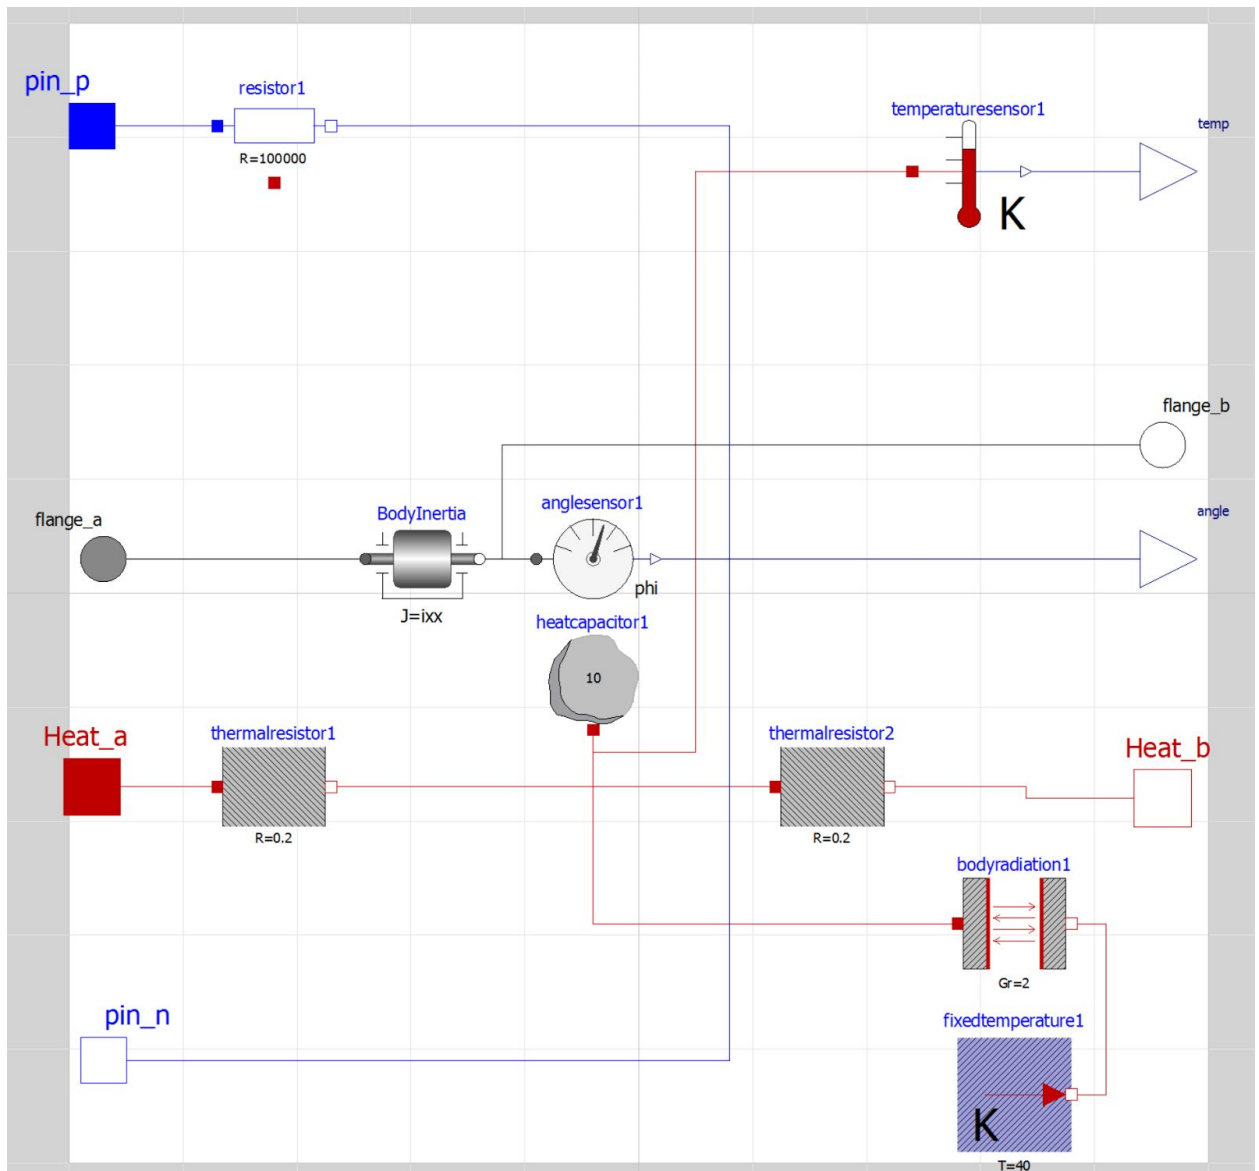 pin_p
resistor1
R=100000
temperaturesensor1
K
temp
flange_b
flange_a
BodyInertia
J=ixx
anglesensor1
phi
angle
heatcapacitor1
10
Heat_a
thermalresistor1
R=0.2
thermalresistor2
R=0.2
Heat_b
bodyradiation1
Gr=2
pin_n
fixedtemperature1
K
T=40